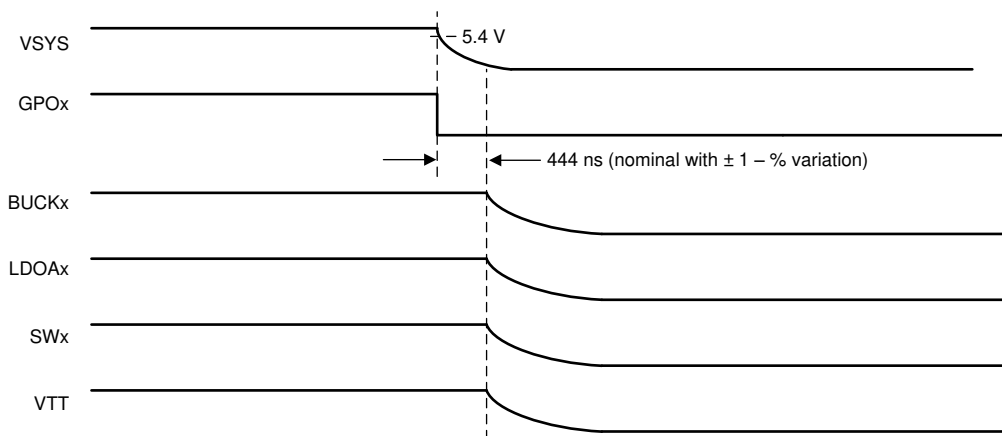 VSYS
5.4 V
GPOx
444 ns (nominal with ± 1 – % variation)
BUCKx
LDOAx
SWx
VTT